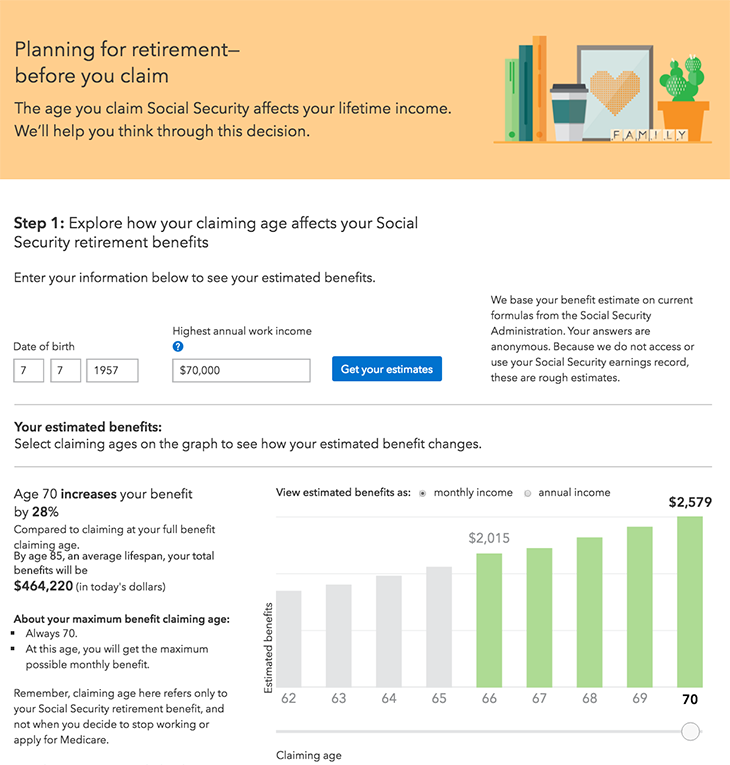 Planning for retirement–
before you claim
The age you claim Social Security affects your lifetime income.
We'll help you think through this decision.
FAMILY
Step 1: Explore how your claiming age affects your Social
Security retirement benefits
Enter your information below to see your estimated benefits.
Date of birth
7 7 1957
Highest annual work income
?
$70,000
Get your estimates
We base your benefit estimate on current
formulas from the Social Security
Administration. Your answers are
anonymous. Because we do not access or
use your Social Security earnings record,
these are rough estimates.
Your estimated benefits:
Select claiming ages on the graph to see how your estimated benefit changes.
Age 70 increases your benefit
by 28%
Compared to claiming at your full benefit
claiming age.
By age 85, an average lifespan, your total
benefits will be
$464,220 (in today's dollars)
About your maximum benefit claiming age:
▪ Always 70.
▪ At this age, you will get the maximum
possible monthly benefit.
Remember, claiming age here refers only to
your Social Security retirement benefit, and
not when you decide to stop working or
apply for Medicare.
View estimated benefits as: monthly income annual income
$2,579
$2,015
Estimated benefits
62 63 64 65 66 67 68 69 70
Claiming age